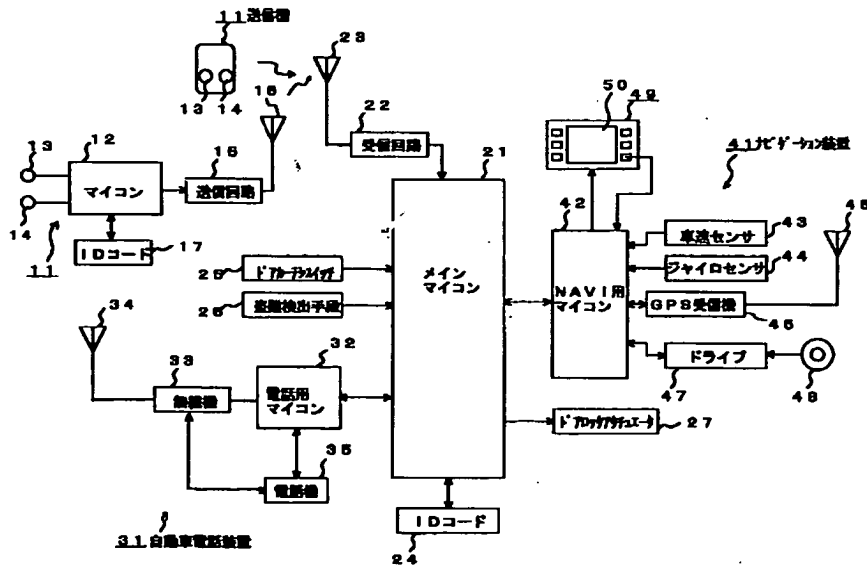 11 送信機
23
13 14
16
22
受信回路
50
49
41 ナビゲーション装置
13
12
マイコン
16
送信回路
14
11
IDコード
17
21
メイン
マイコン
42
NAVI用
マイコン
車速センサ
43
ジャイロセンサ
44
GPS受信機
45
46
ドライブ
47
48
25
ドアカーテシスイッチ
26
盗難検出手段
34
33
無線機
32
電話用
マイコン
35
電話機
31 自動車電話装置
ドアロックアクチュエータ
27
IDコード
24